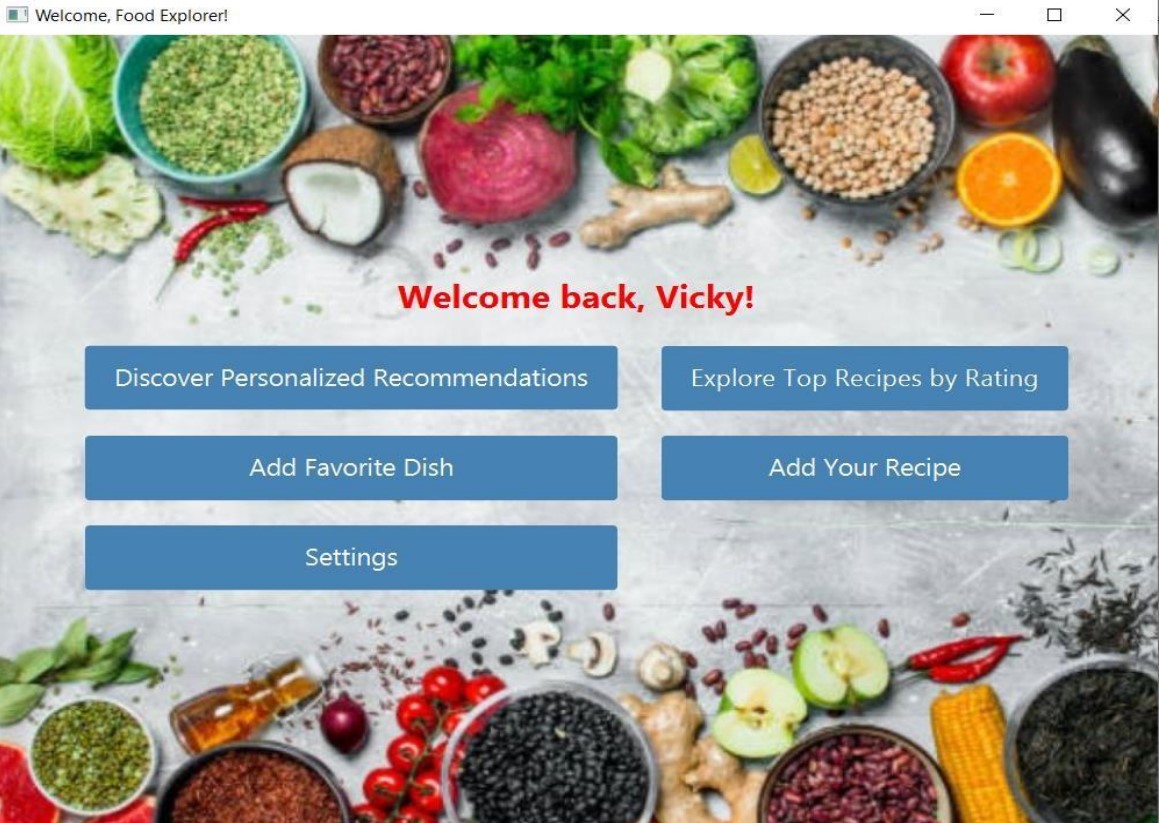 Welcome, Food Explorer!
Welcome back, Vicky!
Discover Personalized Recommendations
Explore Top Recipes by Rating
Add Favorite Dish
Add Your Recipe
Settings